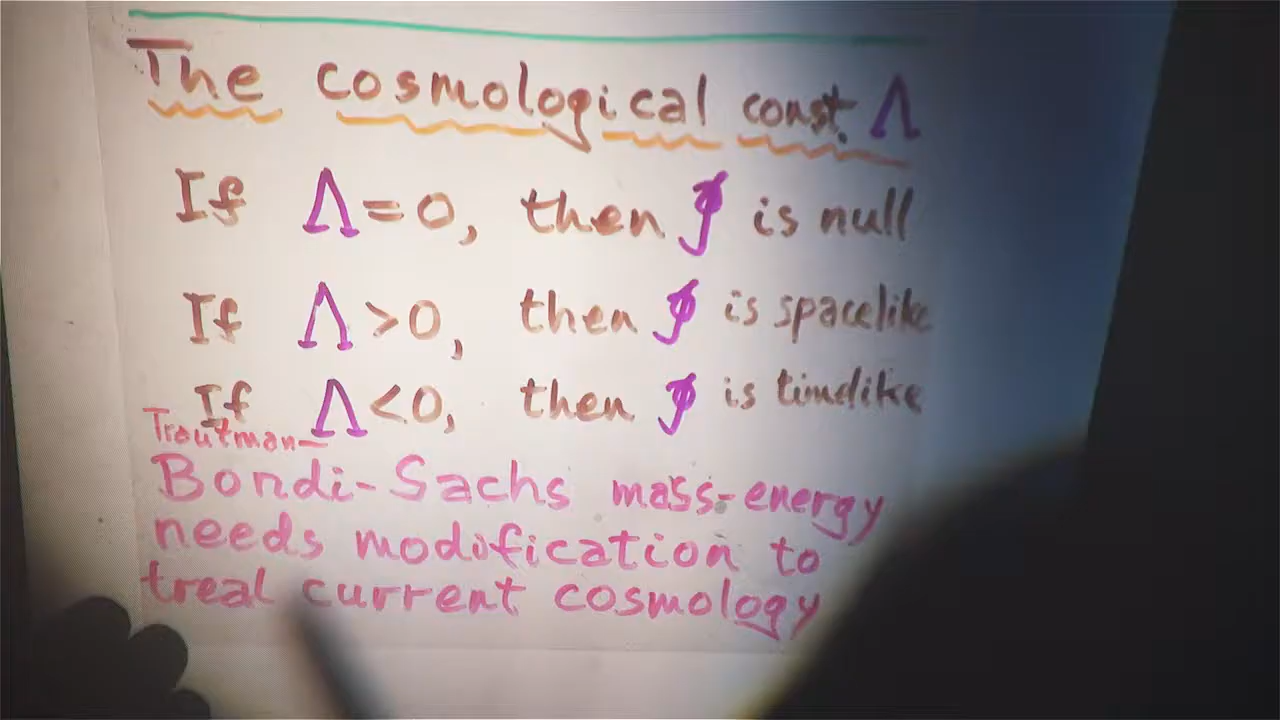 The cosmological const. Λ
If Λ=0, then ℐ is null
If Λ>0, then ℐ is spacelike
If Λ<0, then ℐ is timelike
Trautman-
Bondi-Sachs mass-energy
needs modification to
treat current cosmology